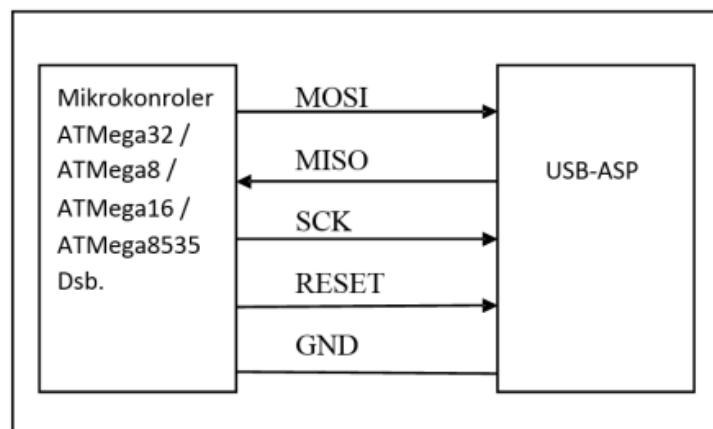 Mikrokonroler
ATMega32 /
ATMega8 /
ATMega16 /
ATMega8535
Dsb.
MOSI
MISO
SCK
RESET
GND
USB-ASP